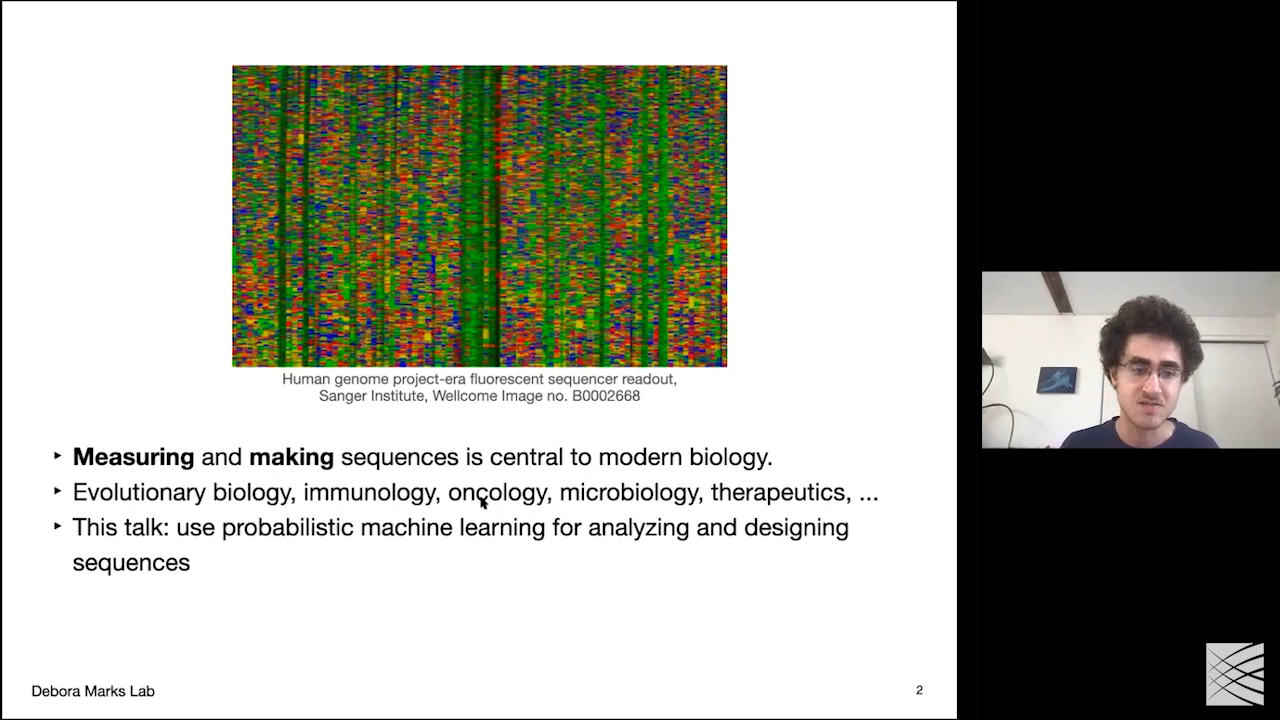 Human genome project-era fluorescent sequencer readout,
Sanger Institute, Wellcome Image no. B0002668
‣ Measuring and making sequences is central to modern biology.
‣ Evolutionary biology, immunology, oncology, microbiology, therapeutics, ...
‣ This talk: use probabilistic machine learning for analyzing and designing
sequences
Debora Marks Lab
2